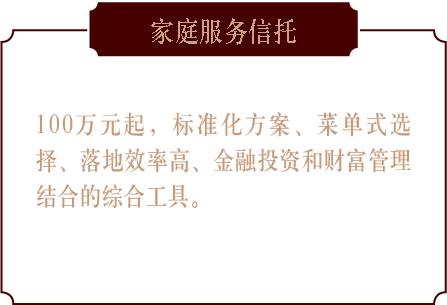 家庭服务信托
100万元起，标准化方案、菜单式选
择、落地效率高、金融投资和财富管理
结合的综合工具。